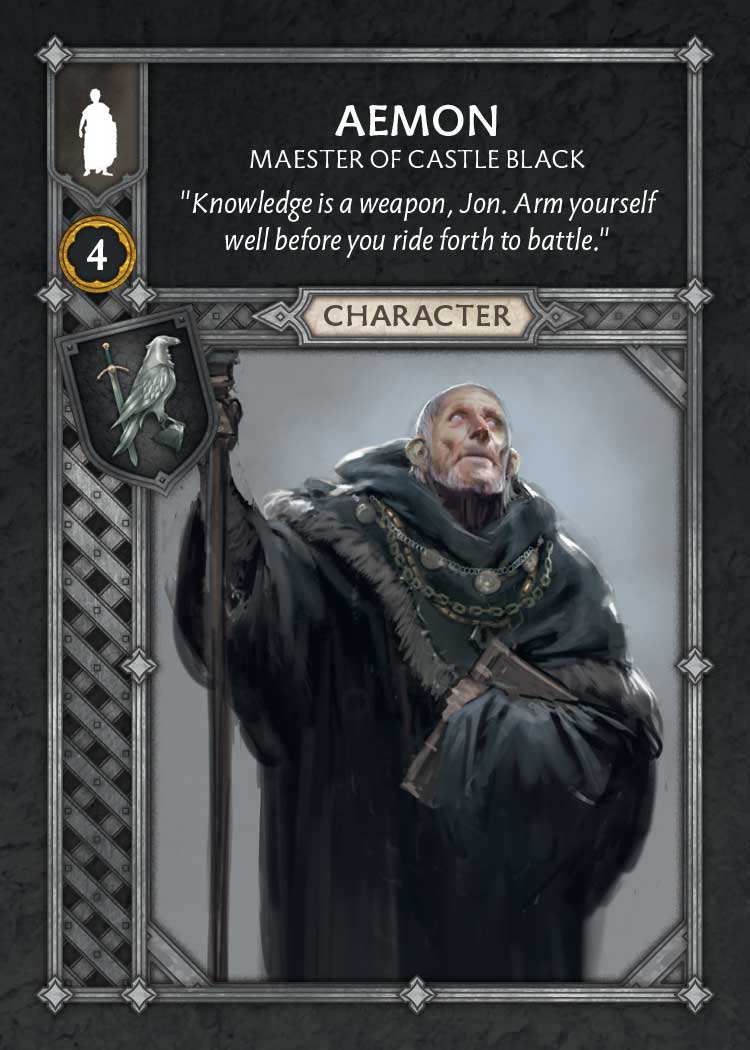 AEMON
MAESTER OF CASTLE BLACK
"Knowledge is a weapon, Jon. Arm yourself
well before you ride forth to battle."
4
CHARACTER